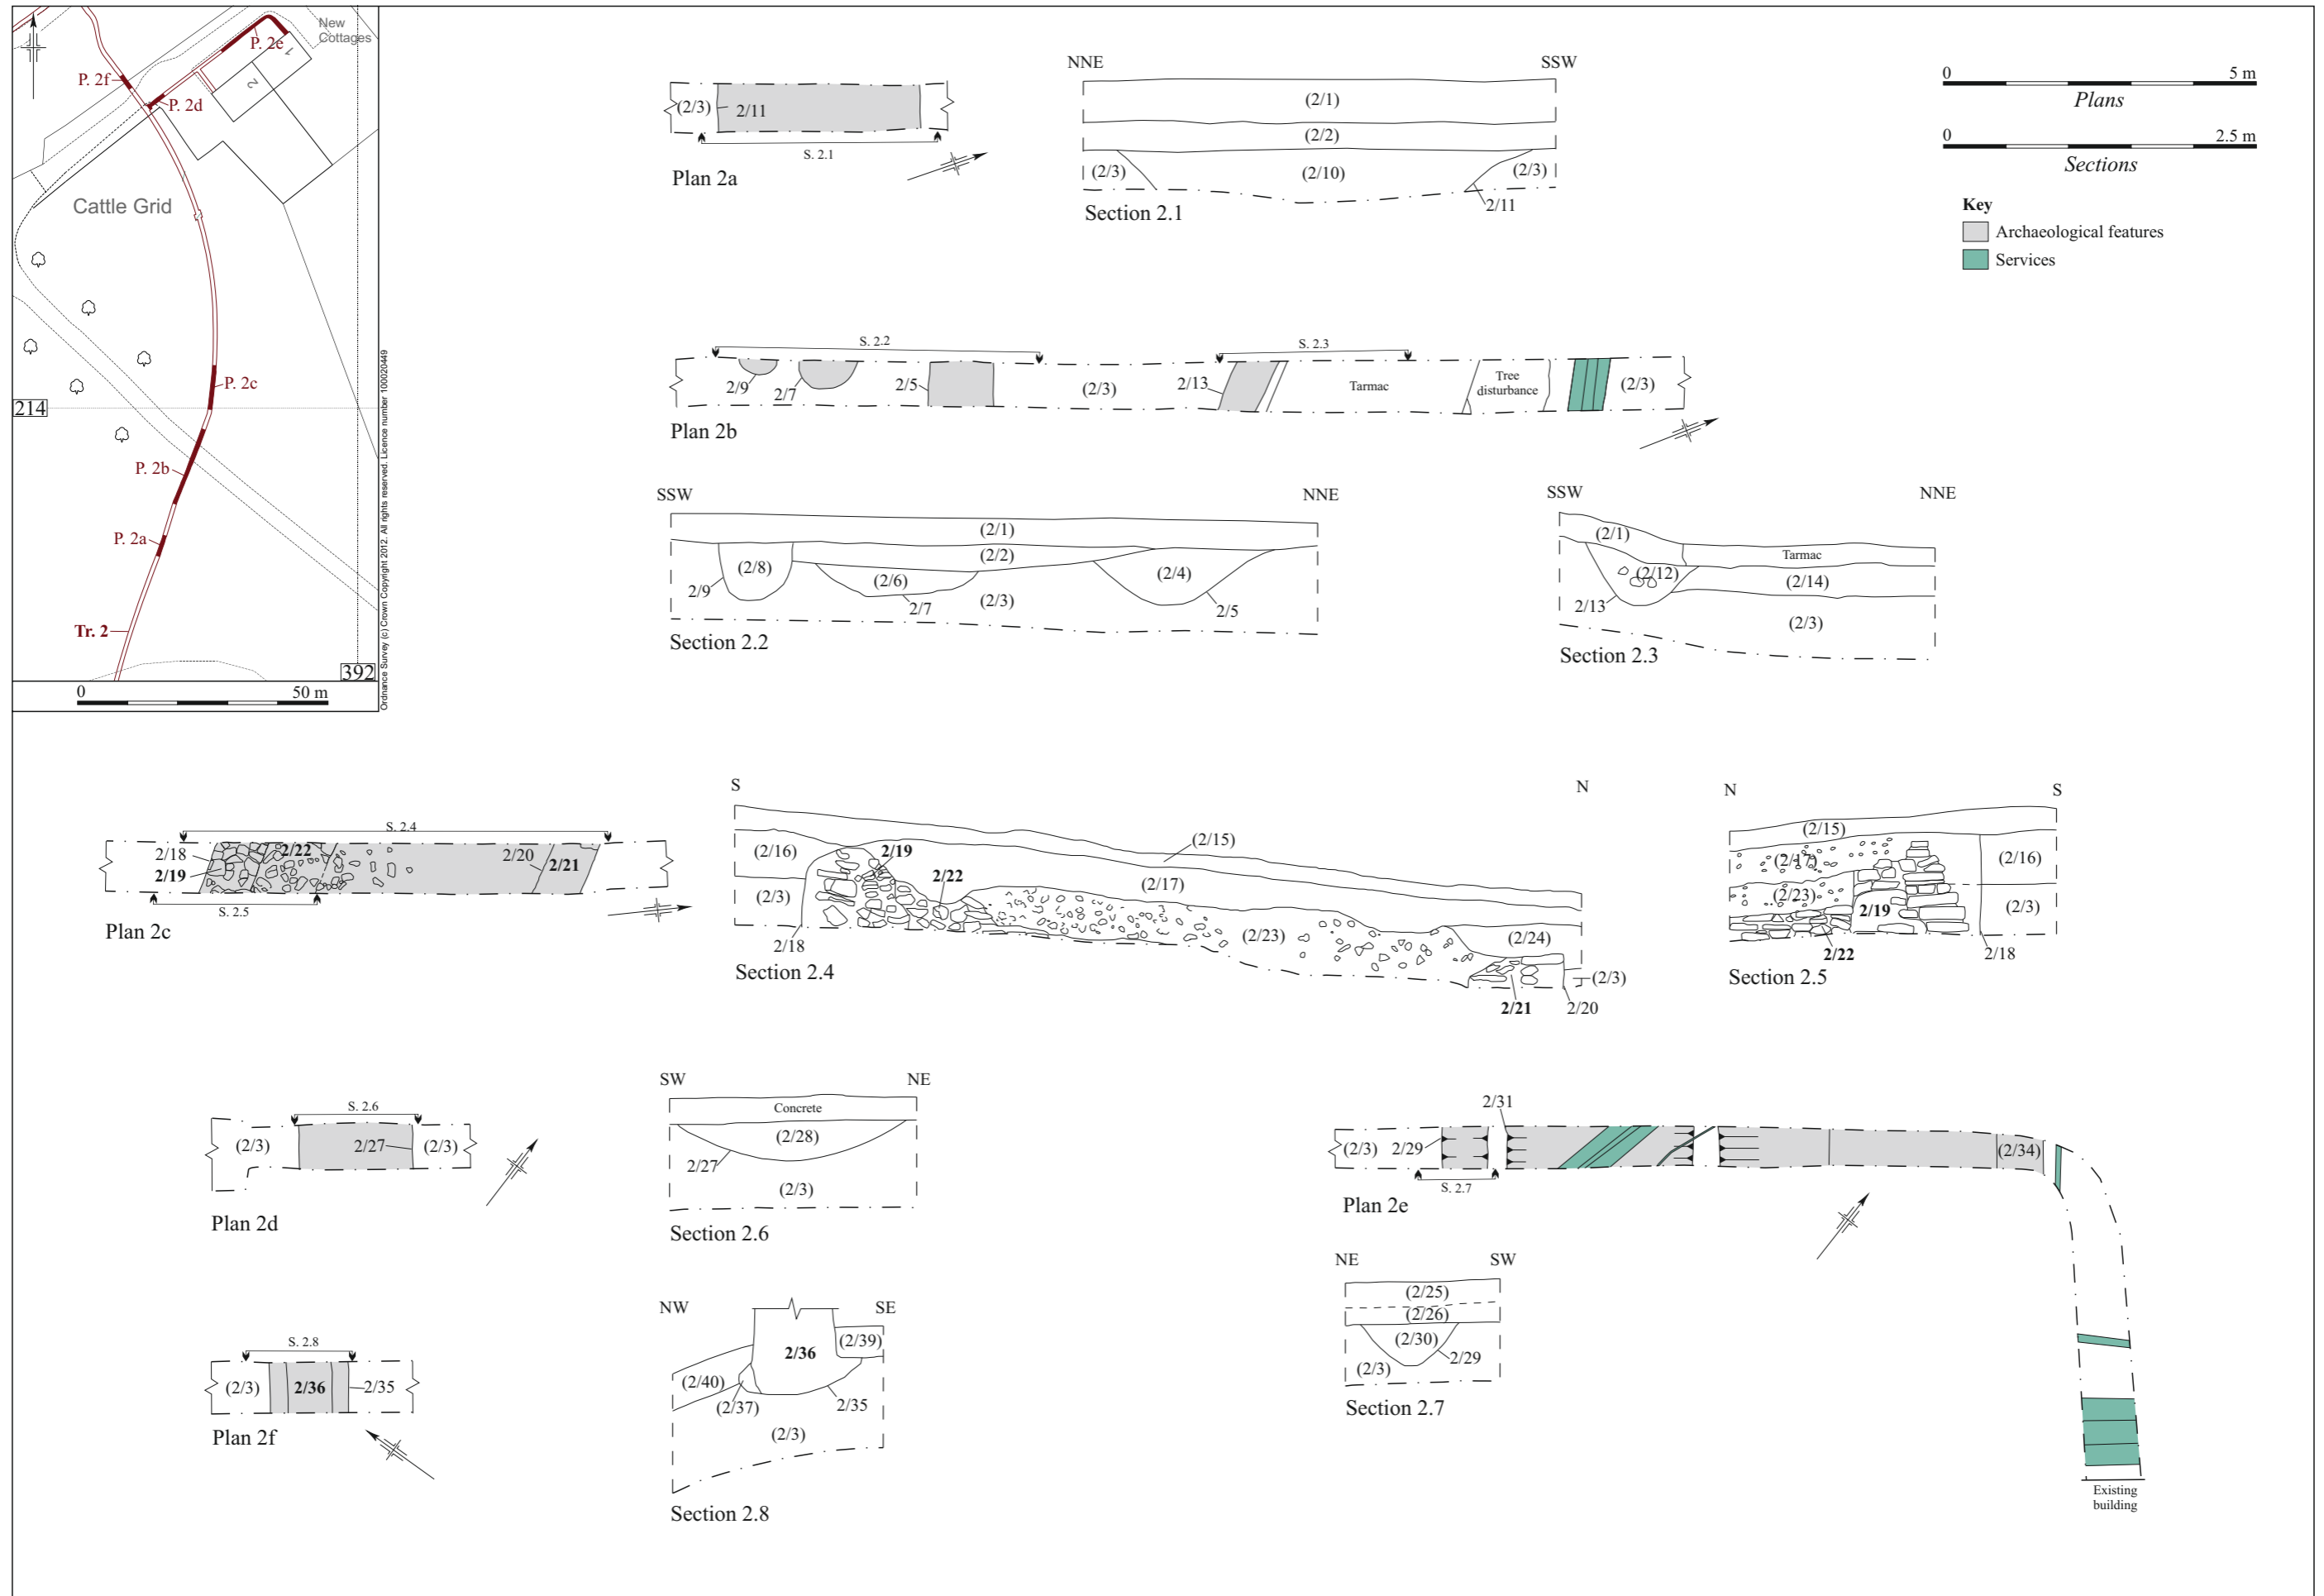 New
Cottages
P. 2e
1
2
P. 2f
P. 2d
Cattle Grid
P. 2c
214
P. 2b
P. 2a
Tr. 2
392
0 50 m
Ordnance Survey (c) Crown Copyright 2012. All rights reserved. Licence number 100020449
(2/3) 2/11
S. 2.1
Plan 2a
NNE SSW
(2/1)
(2/2)
(2/3) (2/10) (2/3)
2/11
Section 2.1
0 5 m
Plans
0 2.5 m
Sections
Key
Archaeological features
Services
S. 2.2 S. 2.3
2/9 2/7 2/5 (2/3) 2/13 Tarmac Tree
disturbance (2/3)
Plan 2b
SSW NNE
(2/1)
(2/2)
(2/8) (2/6) (2/4)
2/9 2/7 (2/3) 2/5
Section 2.2
SSW NNE
(2/1)
Tarmac
(2/12) (2/14)
2/13 (2/3)
Section 2.3
S. 2.4
2/18 2/22 2/20 2/21
2/19
S. 2.5
Plan 2c
S N
(2/15)
(2/16) 2/19
2/22 (2/17)
(2/3)
(2/23) (2/24)
2/18 (2/3)
2/21 2/20
Section 2.4
N S
(2/15)
(2/17) (2/16)
(2/23) 2/19 (2/3)
2/22 2/18
Section 2.5
S. 2.6
(2/3) 2/27 (2/3)
Plan 2d
SW NE
Concrete
(2/28)
2/27
(2/3)
Section 2.6
2/31
(2/3) 2/29 (2/34)
S. 2.7
Plan 2e
Existing
building
NE SW
(2/25)
(2/26)
(2/30)
(2/3) 2/29
Section 2.7
S. 2.8
(2/3) 2/36 2/35
Plan 2f
NW SE
(2/39)
2/36
(2/40)
(2/37) 2/35
(2/3)
Section 2.8